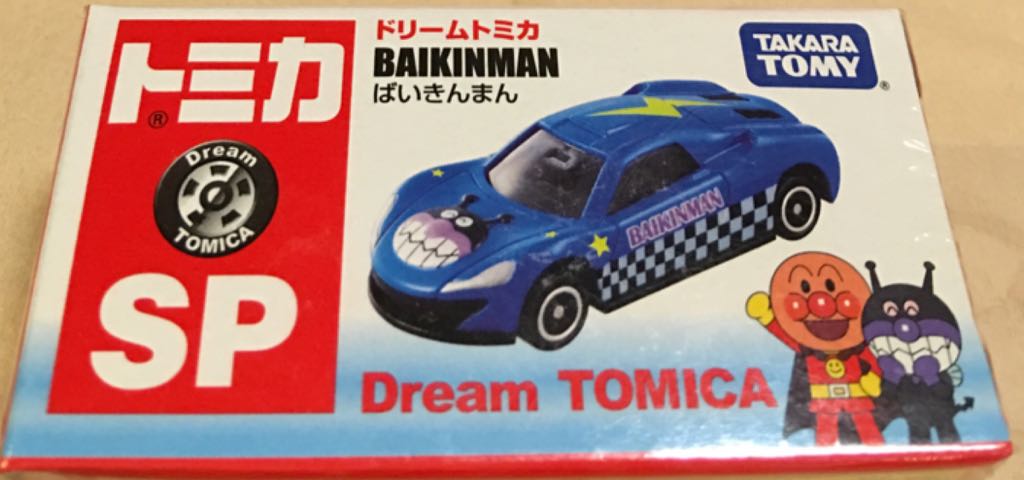 トミカ
®
Dream
TOMICA
SP
ドリームトミカ
BAIKINMAN
ばいきんまん
TAKARA
TOMY
®
BAIKINMAN
Dream TOMICA